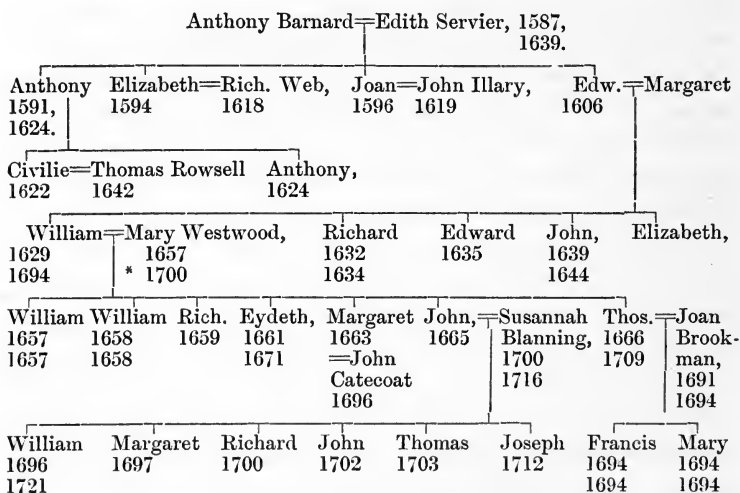 Anthony Barnard=Edith Servier, 1587,
1639.
Anthony Elizabeth=Rich. Web, Joan=John Illary, Edw.=Margaret
1591, 1594 1618 1596 1619 1606
1624.
Civilie=Thomas Rowsell Anthony,
1622 1642 1624
William=Mary Westwood, Richard Edward John, Elizabeth,
1629 1657 1632 1635 1639
1694 * 1700 1634 1644
William William Rich. Eydeth, Margaret John,=Susannah Thos.=Joan
1657 1658 1659 1661 1663 1665 Blanning, 1666 Brook-
1657 1658 1671 =John 1700 1709 man,
Catecoat 1716 1691
1696 1694
William Margaret Richard John Thomas Joseph Francis Mary
1696 1697 1700 1702 1703 1712 1694 1694
1721 1694 1694